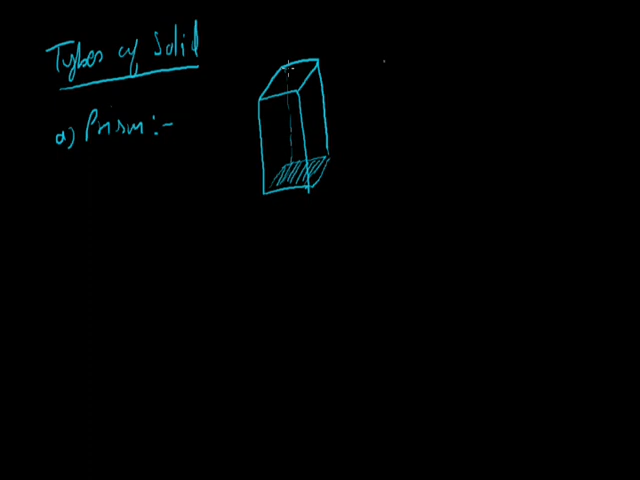 Types of Solid
a) Prism :-